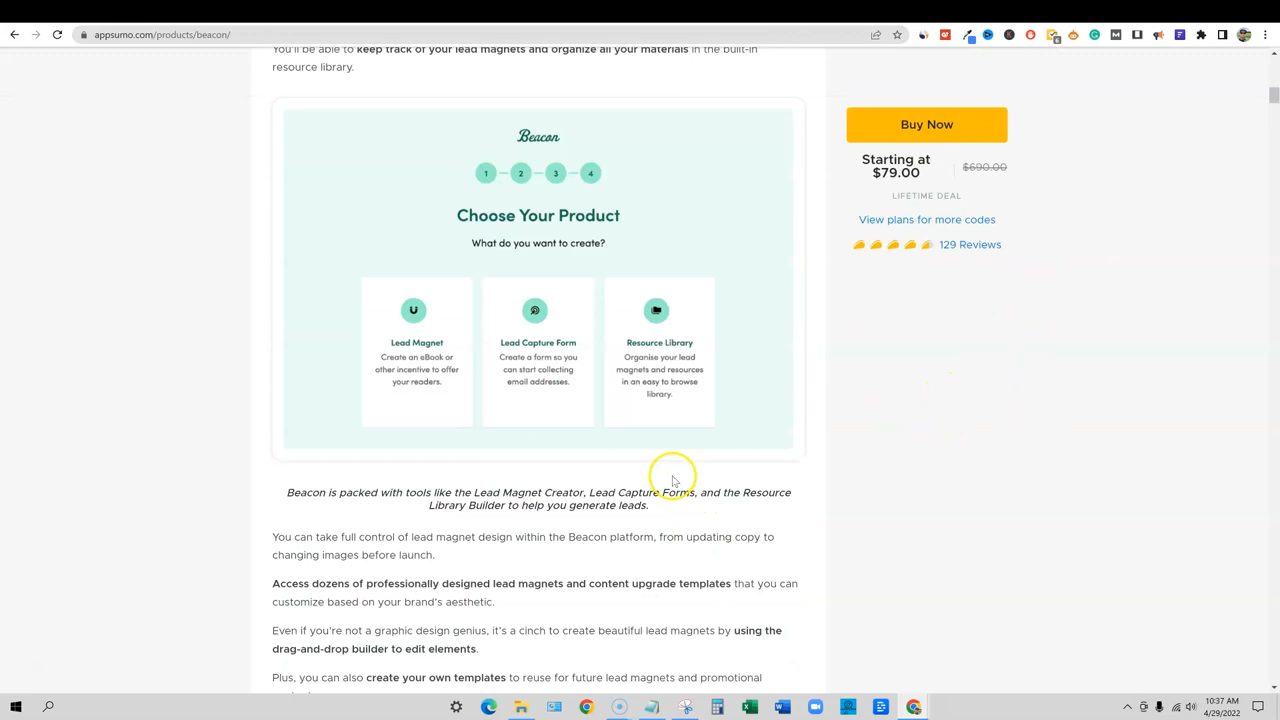 appsumo.com/products/beacon/
You'll be able to keep track of your lead magnets and organize all your materials in the built-in
resource library.
Beacon
1 2 3 4
Choose Your Product
What do you want to create?
Lead Magnet
Create an eBook or
other incentive to offer
your readers.
Lead Capture Form
Create a form so you
can start collecting
email addresses.
Resource Library
Organise your lead
magnets and resources
in an easy to browse
library.
Beacon is packed with tools like the Lead Magnet Creator, Lead Capture Forms, and the Resource
Library Builder to help you generate leads.
You can take full control of lead magnet design within the Beacon platform, from updating copy to
changing images before launch.
Access dozens of professionally designed lead magnets and content upgrade templates that you can
customize based on your brand's aesthetic.
Even if you're not a graphic design genius, it's a cinch to create beautiful lead magnets by using the
drag-and-drop builder to edit elements.
Plus, you can also create your own templates to reuse for future lead magnets and promotional
Buy Now
Starting at
$79.00
$690.00
LIFETIME DEAL
View plans for more codes
129 Reviews
10:37 AM
4/29/2022